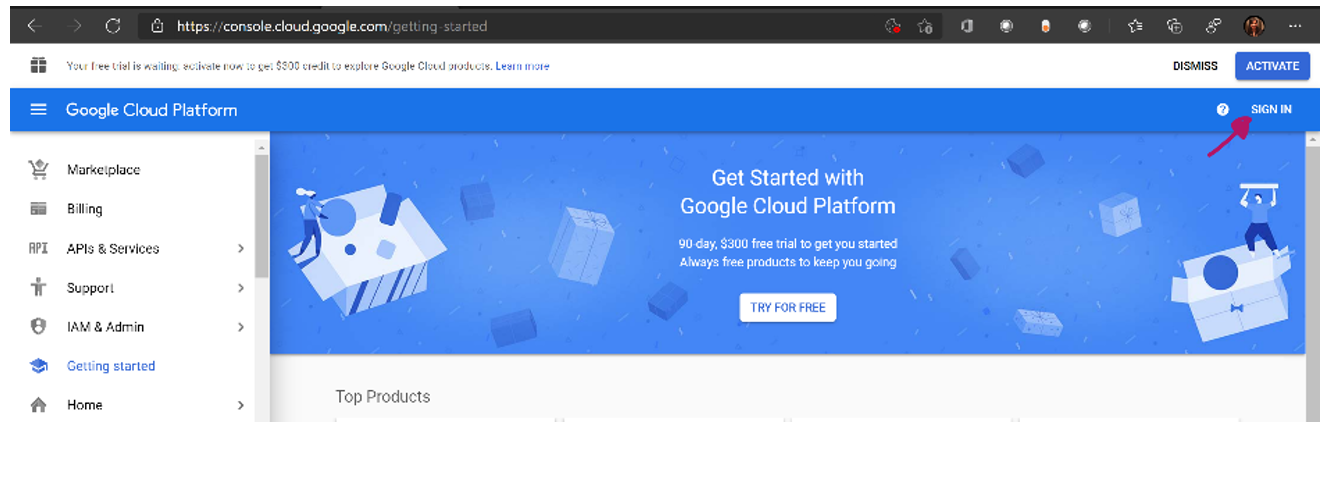 https://console.cloud.google.com/getting-started
Your free trial is waiting: activate now to get $300 credit to explore Google Cloud products. Learn more
DISMISS
ACTIVATE
Google Cloud Platform
SIGN IN
Marketplace
Billing
API APIs & Services
Support
IAM & Admin
Getting started
Home
Get Started with
Google Cloud Platform
90-day, $300 free trial to get you started
Always free products to keep you going
TRY FOR FREE
Top Products